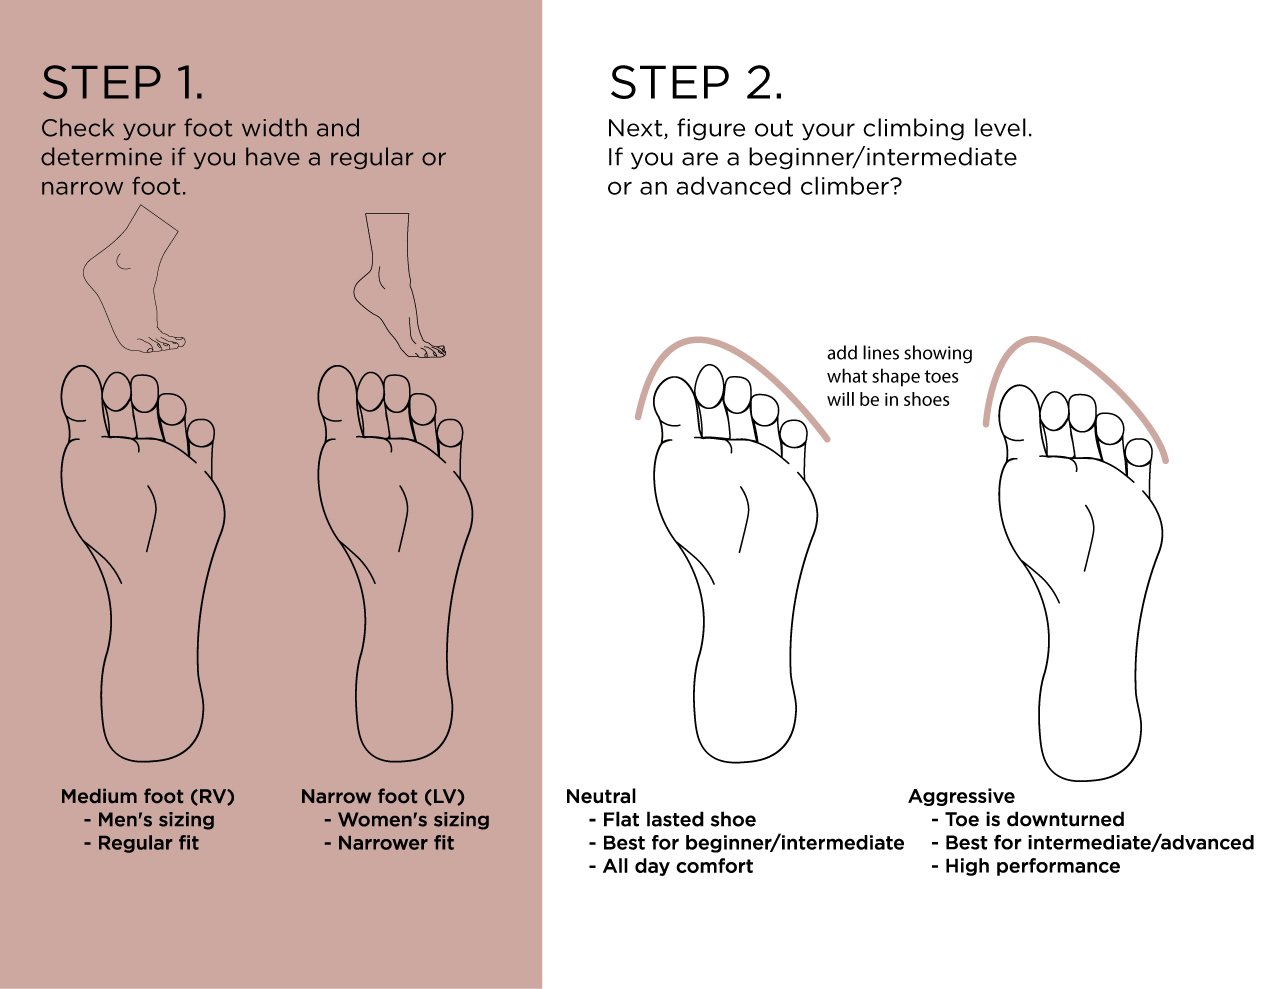 STEP 1.
Check your foot width and
determine if you have a regular or
narrow foot.
Medium foot (RV)
- Men's sizing
- Regular fit
Narrow foot (LV)
- Women's sizing
- Narrower fit
STEP 2.
Next, figure out your climbing level.
If you are a beginner/intermediate
or an advanced climber?
add lines showing
what shape toes
will be in shoes
Neutral
- Flat lasted shoe
- Best for beginner/intermediate
- All day comfort
Aggressive
- Toe is downturned
- Best for intermediate/advanced
- High performance